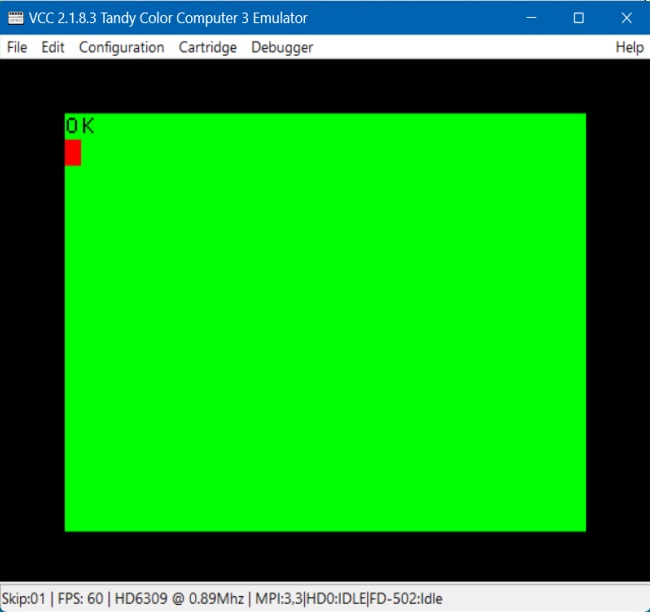 VCC 2.1.8.3 Tandy Color Computer 3 Emulator
File Edit Configuration Cartridge Debugger Help
OK
Skip:01 | FPS: 60 | HD6309 @ 0.89Mhz | MPI:3,3|HD0:IDLE|FD-502:Idle